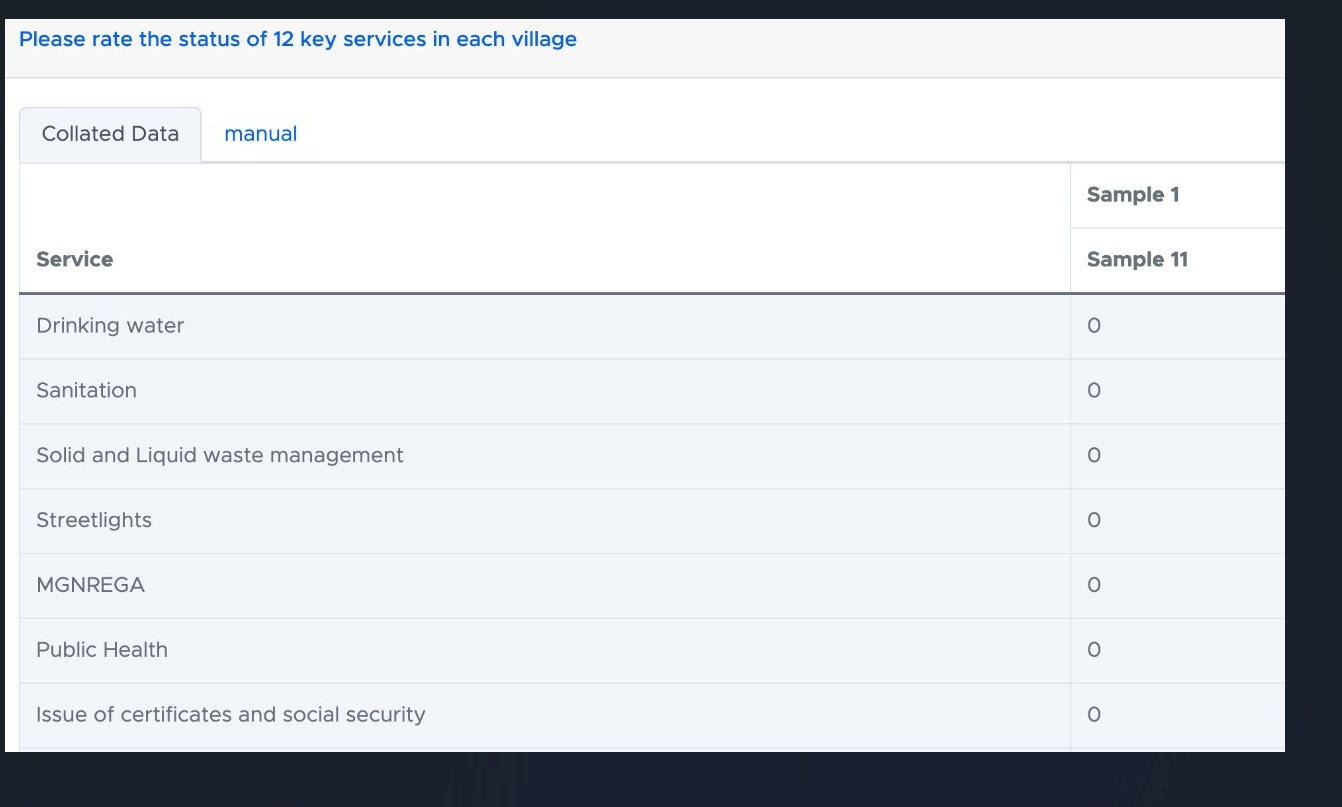 Please rate the status of 12 key services in each village
Collated Data manual
Sample 1
Service Sample 11
Drinking water 0
Sanitation 0
Solid and Liquid waste management 0
Streetlights 0
MGNREGA 0
Public Health 0
Issue of certificates and social security 0